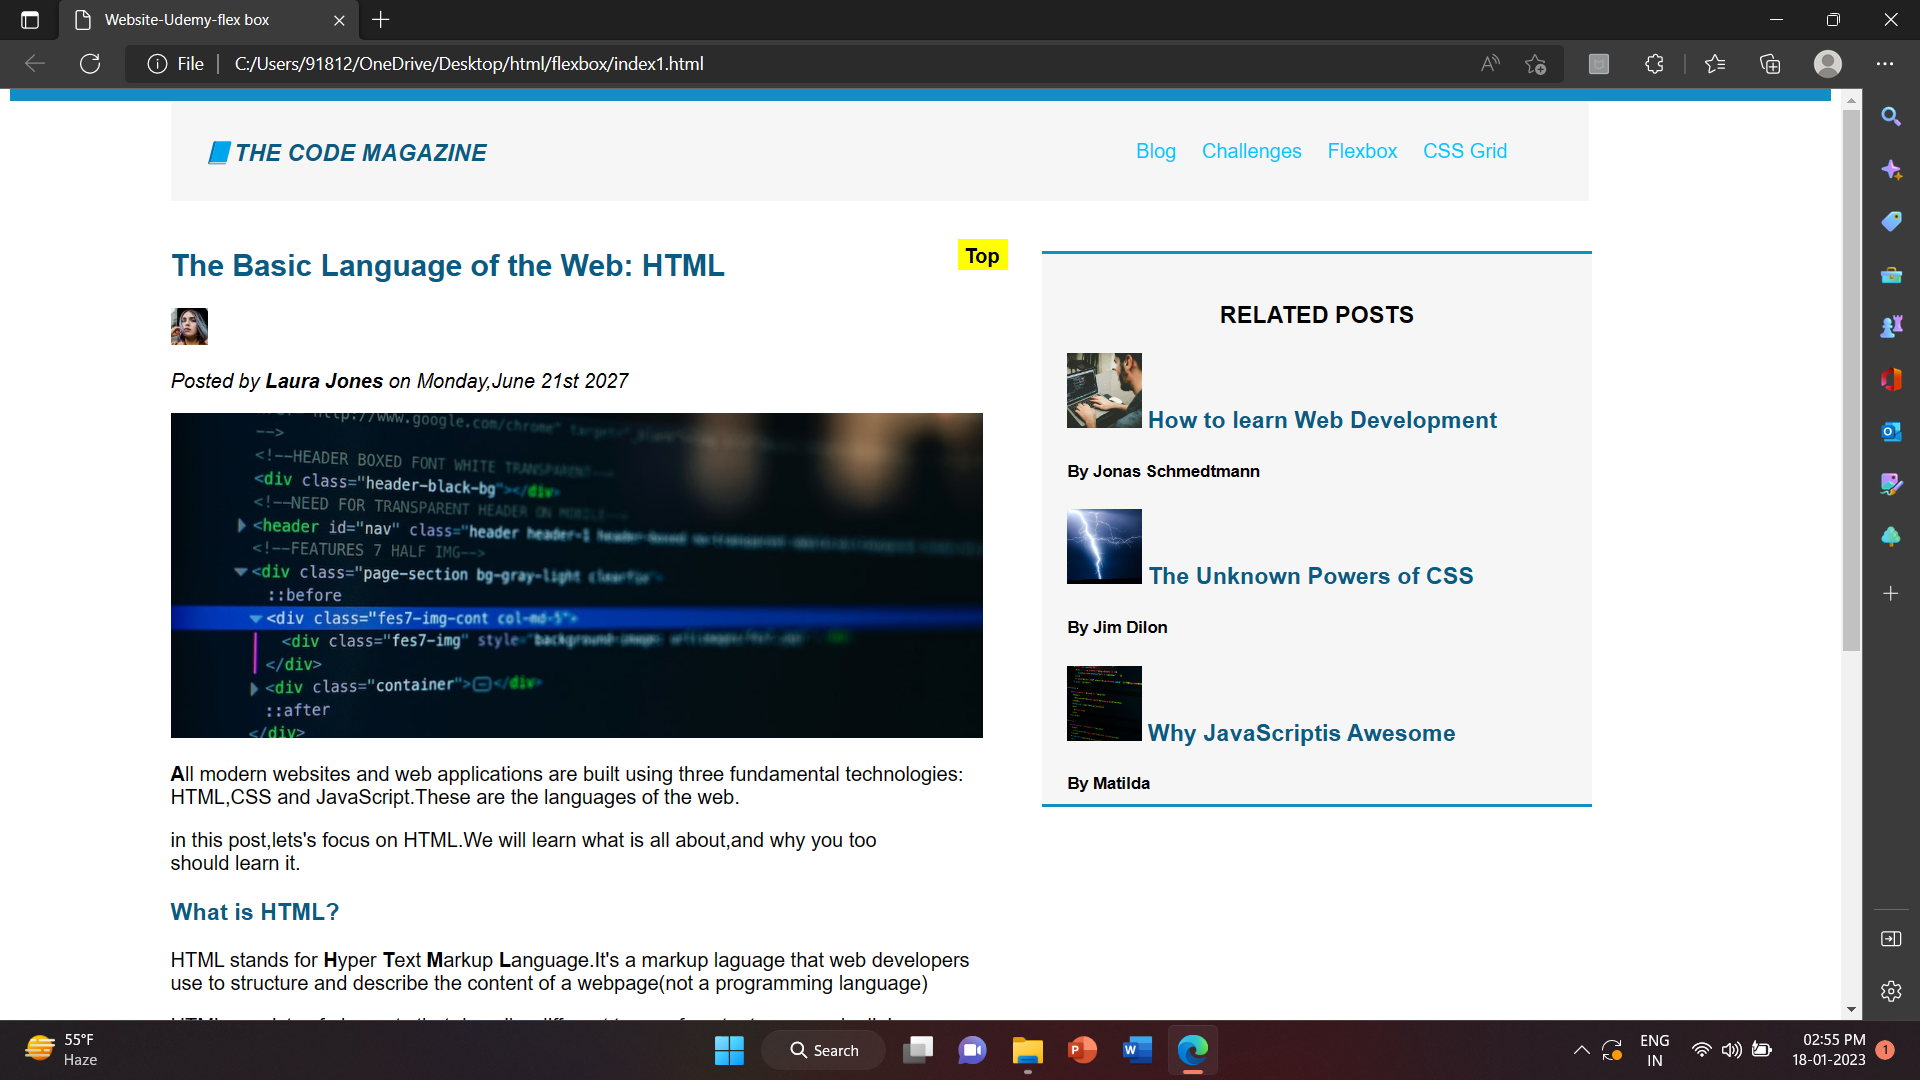 Website-Udemy-flex box
File
C:/Users/91812/OneDrive/Desktop/html/flexbox/index1.html
THE CODE MAGAZINE
Blog Challenges Flexbox CSS Grid
The Basic Language of the Web: HTML
Top
Posted by Laura Jones on Monday,June 21st 2027
http://www.google.com/chrome"
-->
<!--HEADER BOXED FONT WHITE TRANSPARENT-->
<div class="header-black-bg"></div>
<!--NEED FOR TRANSPARENT HEADER ON MOBILE-->
<header id="nav" class="header header-1
<!--FEATURES 7 HALF IMG-->
<div class="page-section bg-gray-light clearfix">
::before
<div class="fes7-img-cont col-md-5">
<div class="fes7-img" style="background-image:
</div>
<div class="container"></div>
::after
</div>
All modern websites and web applications are built using three fundamental technologies:
HTML,CSS and JavaScript.These are the languages of the web.
in this post,lets's focus on HTML.We will learn what is all about,and why you too
should learn it.
What is HTML?
HTML stands for Hyper Text Markup Language.It's a markup laguage that web developers
use to structure and describe the content of a webpage(not a programming language)
RELATED POSTS
How to learn Web Development
By Jonas Schmedtmann
The Unknown Powers of CSS
By Jim Dilon
Why JavaScriptis Awesome
By Matilda
55°F
Haze
Search
ENG
IN
02:55 PM
18-01-2023
1